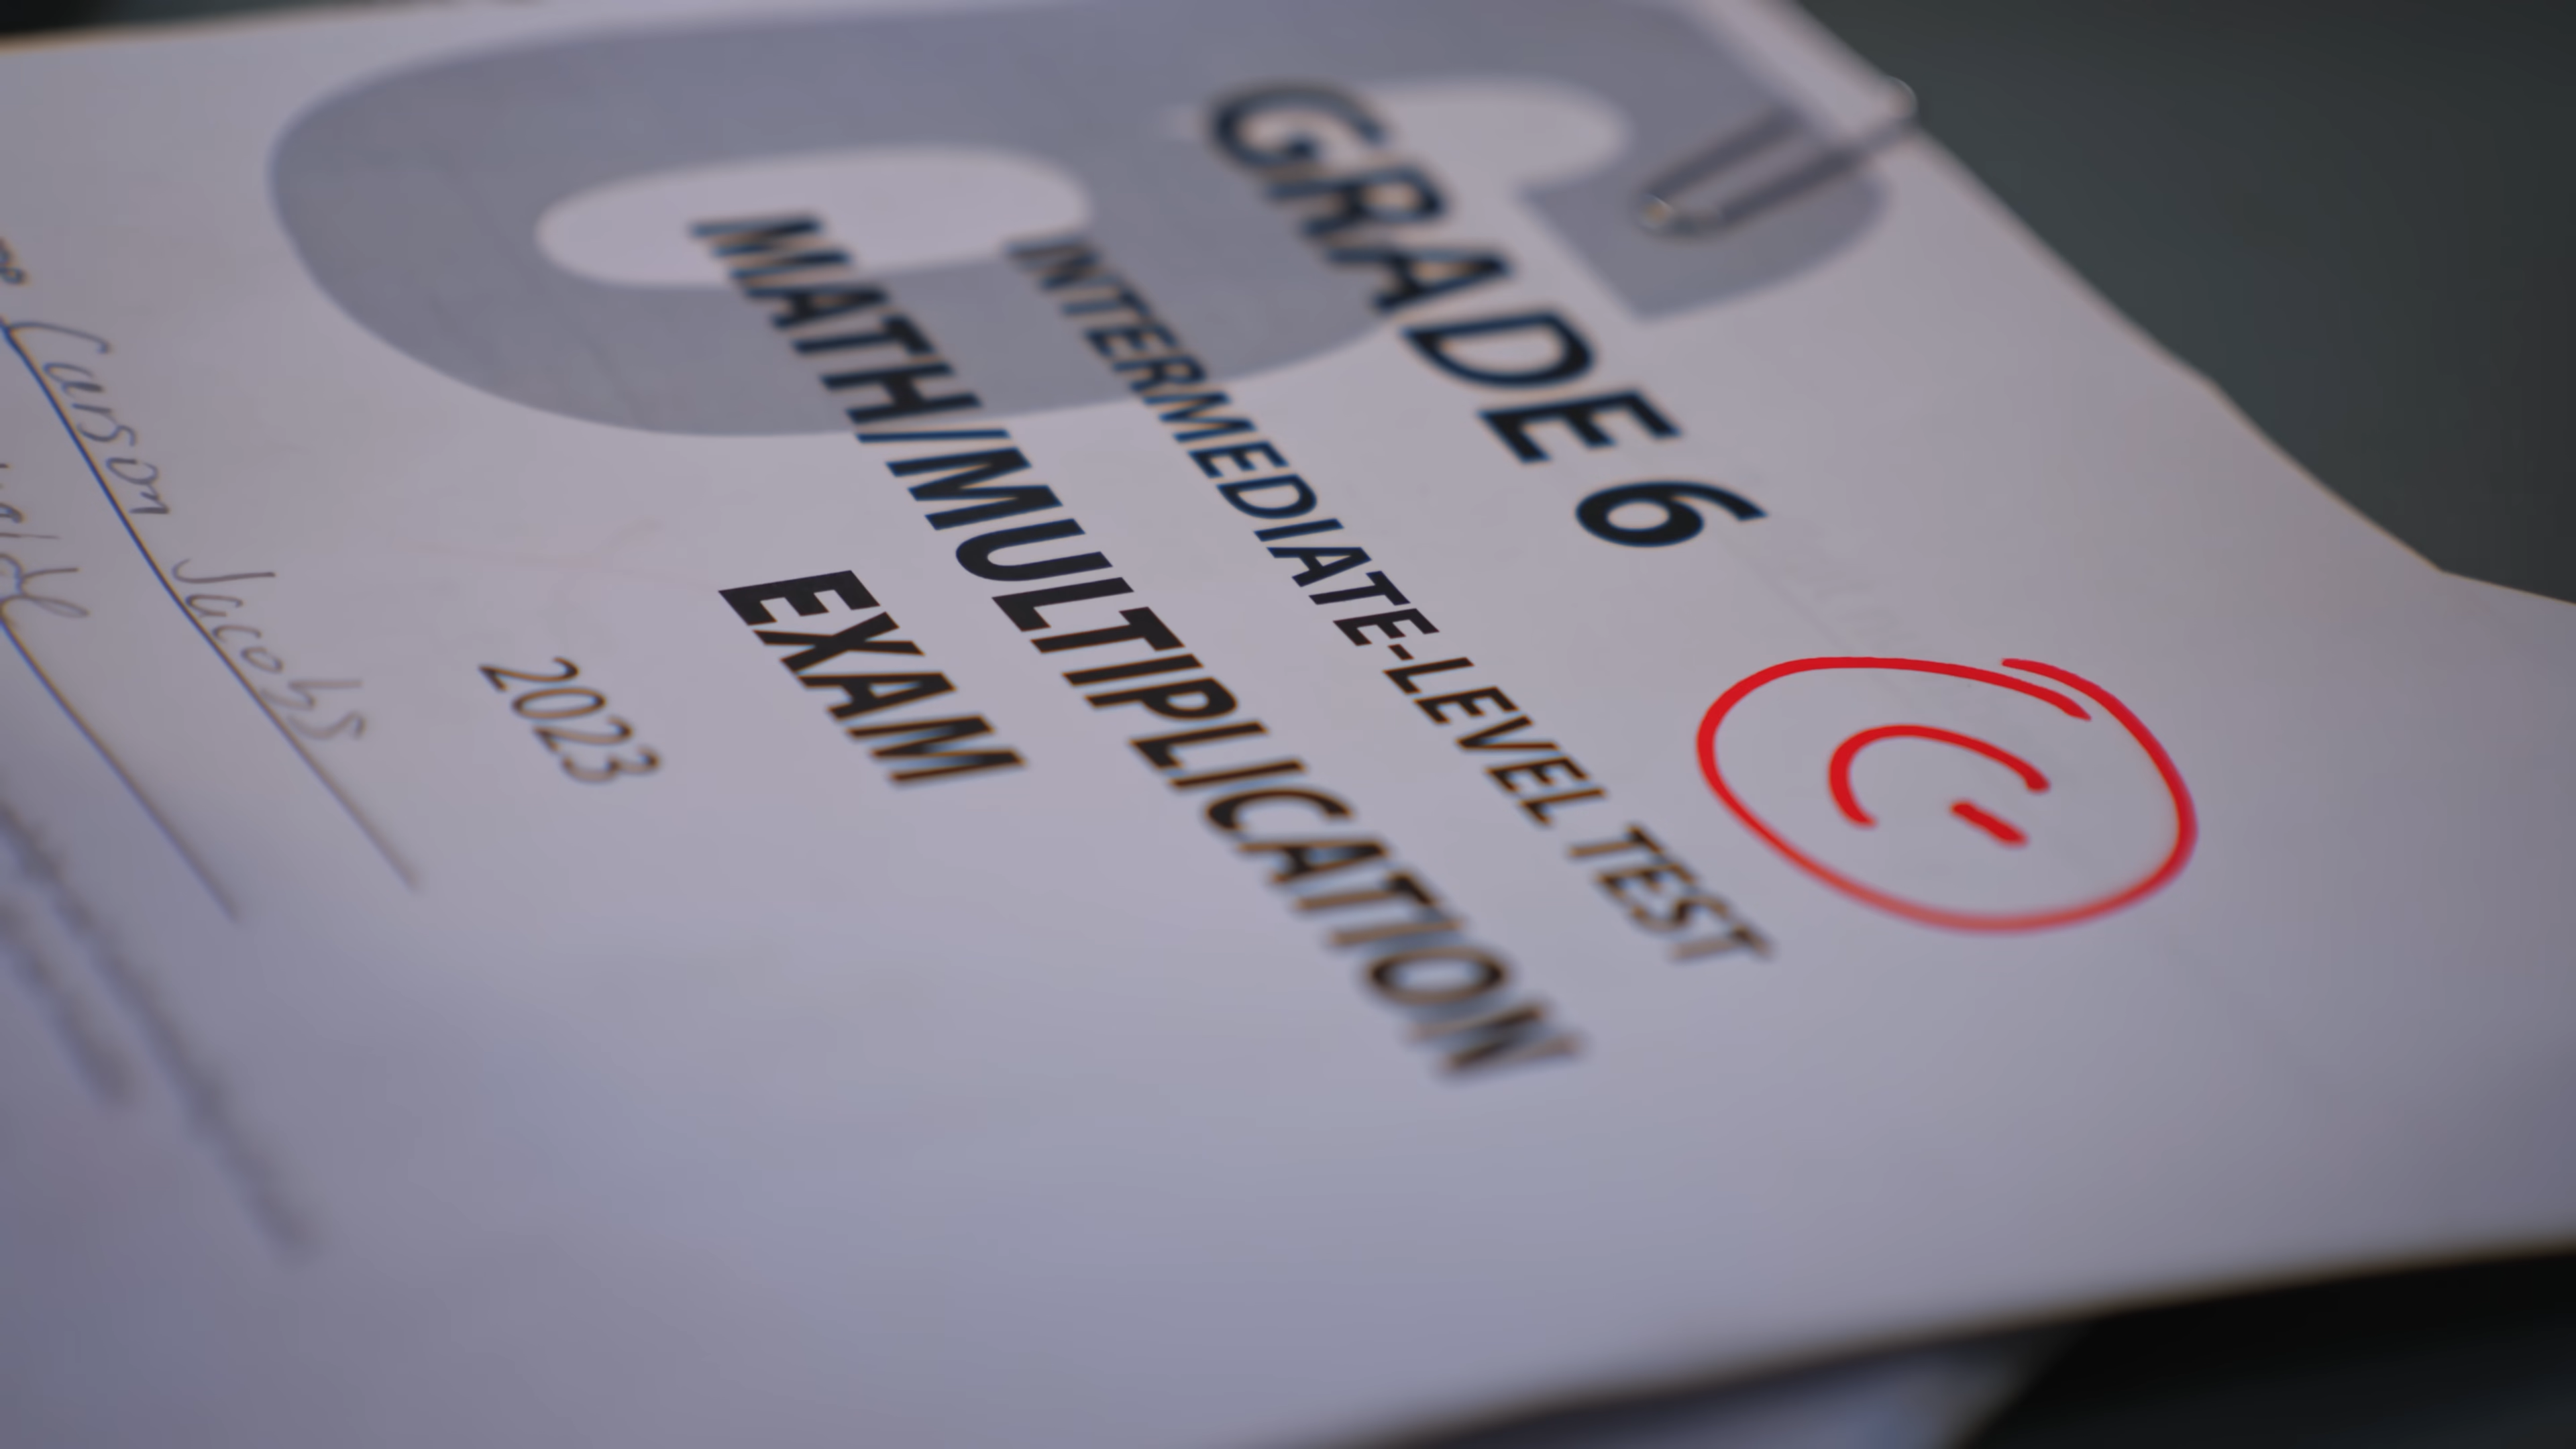 C-
GRADE 6
INTERMEDIATE-LEVEL TEST
MATH/MULTIPLICATION
EXAM
2023
Carson Jacobs